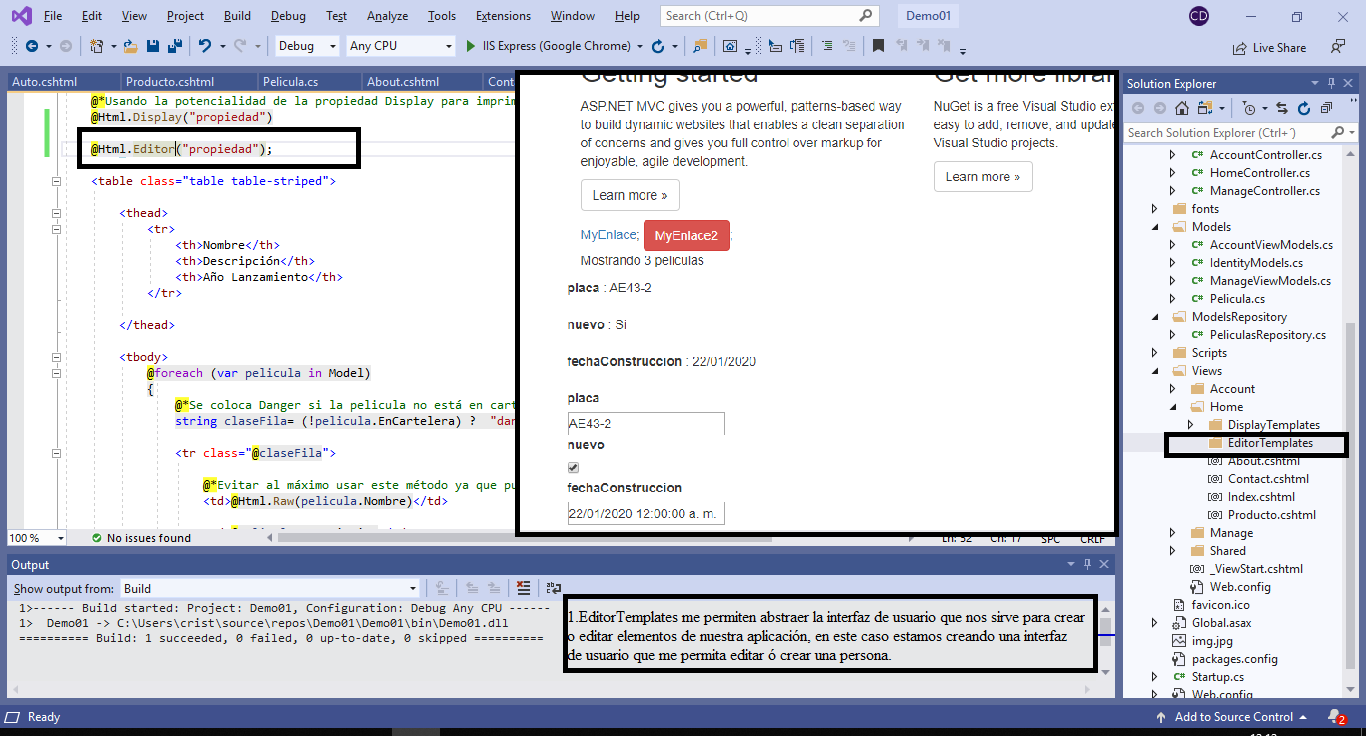 File Edit View Project Build Debug Test Analyze Tools Extensions Window Help Search (Ctrl+Q) Demo01 CD
Debug Any CPU IIS Express (Google Chrome) Live Share
Auto.cshtml Producto.cshtml Pelicula.cs About.cshtml
@*Usando la potencialidad de la propiedad Display para imprim
@Html.Display("propiedad")
@Html.Editor("propiedad");
<table class="table table-striped">
<thead>
<tr>
<th>Nombre</th>
<th>Descripción</th>
<th>Año Lanzamiento</th>
</tr>
</thead>
<tbody>
@foreach (var pelicula in Model)
{
@*Se coloca Danger si la pelicula no está en cart
string claseFila= (!pelicula.EnCartelera) ? "dan
<tr class="@claseFila">
@*Evitar al máximo usar este método ya que pu
<td>@Html.Raw(pelicula.Nombre)</td>
100 % No issues found Ln: 52 Ch: 17 SPC CRLF
Getting started
ASP.NET MVC gives you a powerful, patterns-based way
to build dynamic websites that enables a clean separation
of concerns and gives you full control over markup for
enjoyable, agile development.
Learn more »
Get more librar
NuGet is a free Visual Studio ext
easy to add, remove, and update
Visual Studio projects.
Learn more »
MyEnlace; MyEnlace2 ;
Mostrando 3 peliculas
placa : AE43-2
nuevo : Si
fechaConstruccion : 22/01/2020
placa
AE43-2
nuevo
fechaConstruccion
22/01/2020 12:00:00 a. m.
Solution Explorer
Search Solution Explorer (Ctrl+´)
AccountController.cs
HomeController.cs
ManageController.cs
fonts
Models
AccountViewModels.cs
IdentityModels.cs
ManageViewModels.cs
Pelicula.cs
ModelsRepository
PeliculasRepository.cs
Scripts
Views
Account
Home
DisplayTemplates
EditorTemplates
About.cshtml
Contact.cshtml
Index.cshtml
Producto.cshtml
Manage
Shared
_ViewStart.cshtml
Web.config
favicon.ico
Global.asax
img.jpg
packages.config
Startup.cs
Web.config
Output
Show output from: Build
1>------ Build started: Project: Demo01, Configuration: Debug Any CPU ------
1> Demo01 -> C:\Users\crist\source\repos\Demo01\Demo01\bin\Demo01.dll
========== Build: 1 succeeded, 0 failed, 0 up-to-date, 0 skipped ==========
1.EditorTemplates me permiten abstraer la interfaz de usuario que nos sirve para crear
o editar elementos de nuestra aplicación, en este caso estamos creando una interfaz
de usuario que me permita editar ó crear una persona.
Ready Add to Source Control 2